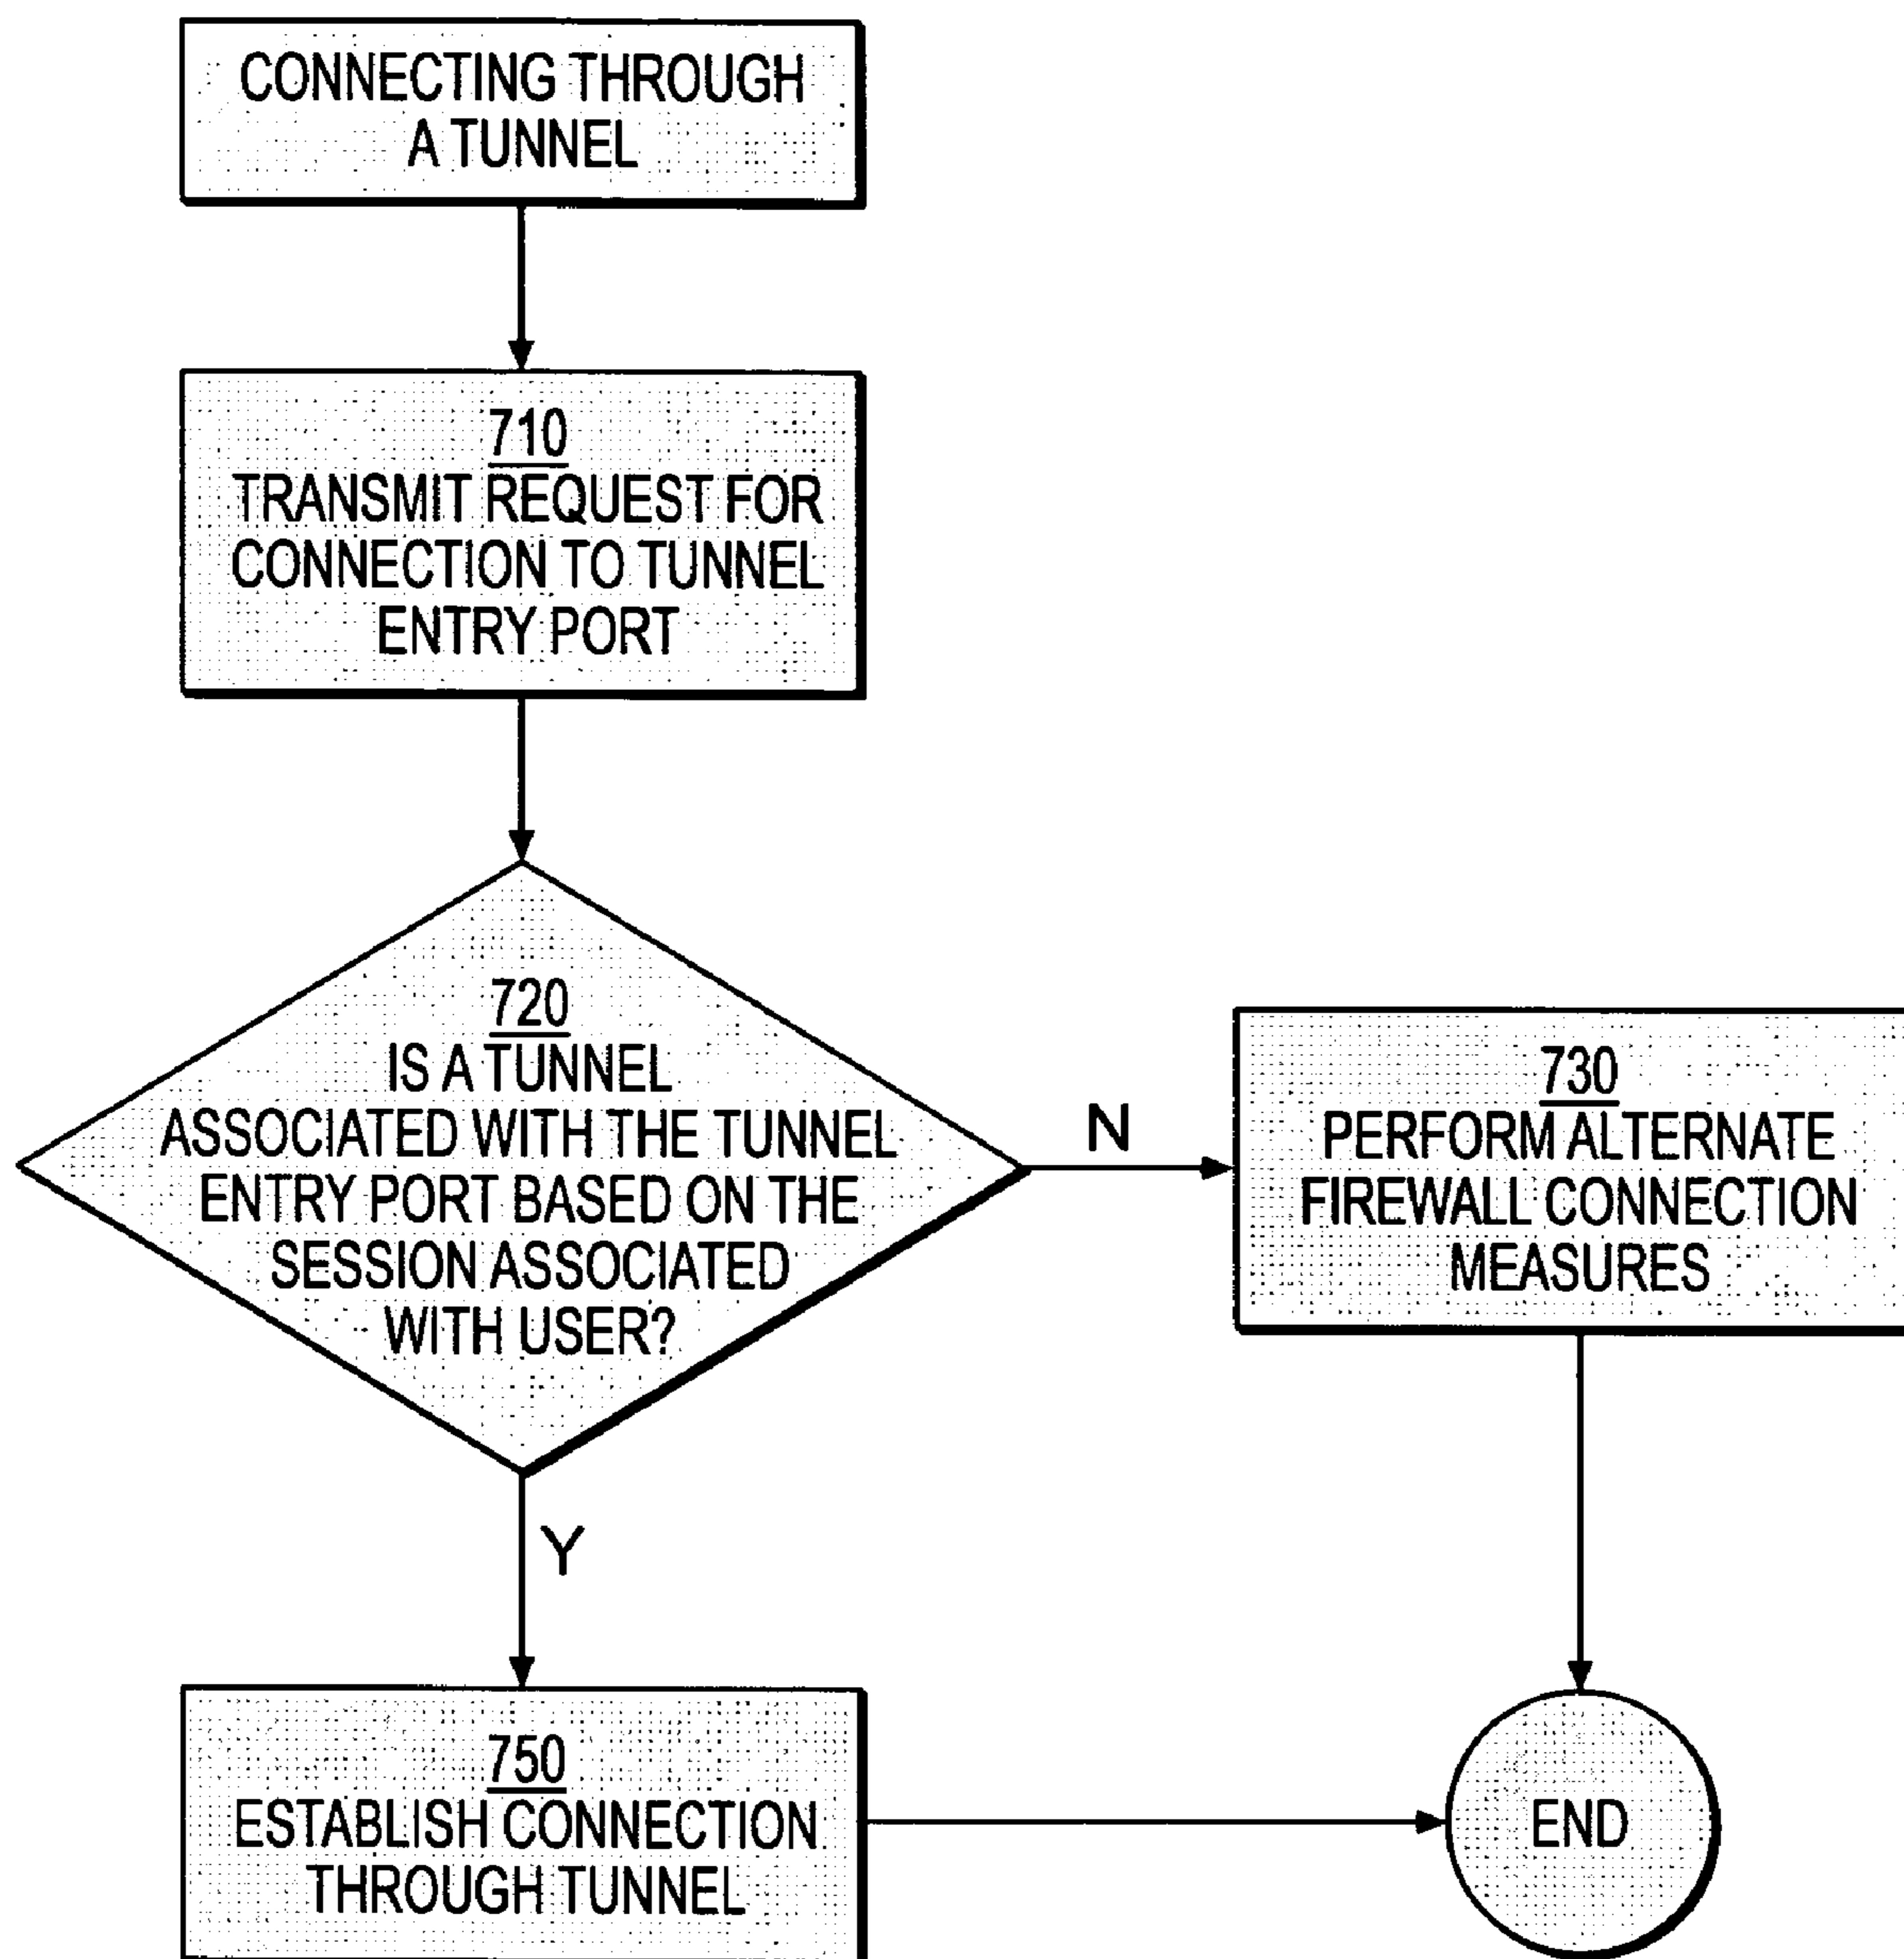 CONNECTING THROUGH
A TUNNEL
710
TRANSMIT REQUEST FOR
CONNECTION TO TUNNEL
ENTRY PORT
720
IS A TUNNEL
ASSOCIATED WITH THE TUNNEL
ENTRY PORT BASED ON THE
SESSION ASSOCIATED
WITH USER?
N
730
PERFORM ALTERNATE
FIREWALL CONNECTION
MEASURES
Y
750
ESTABLISH CONNECTION
THROUGH TUNNEL
END